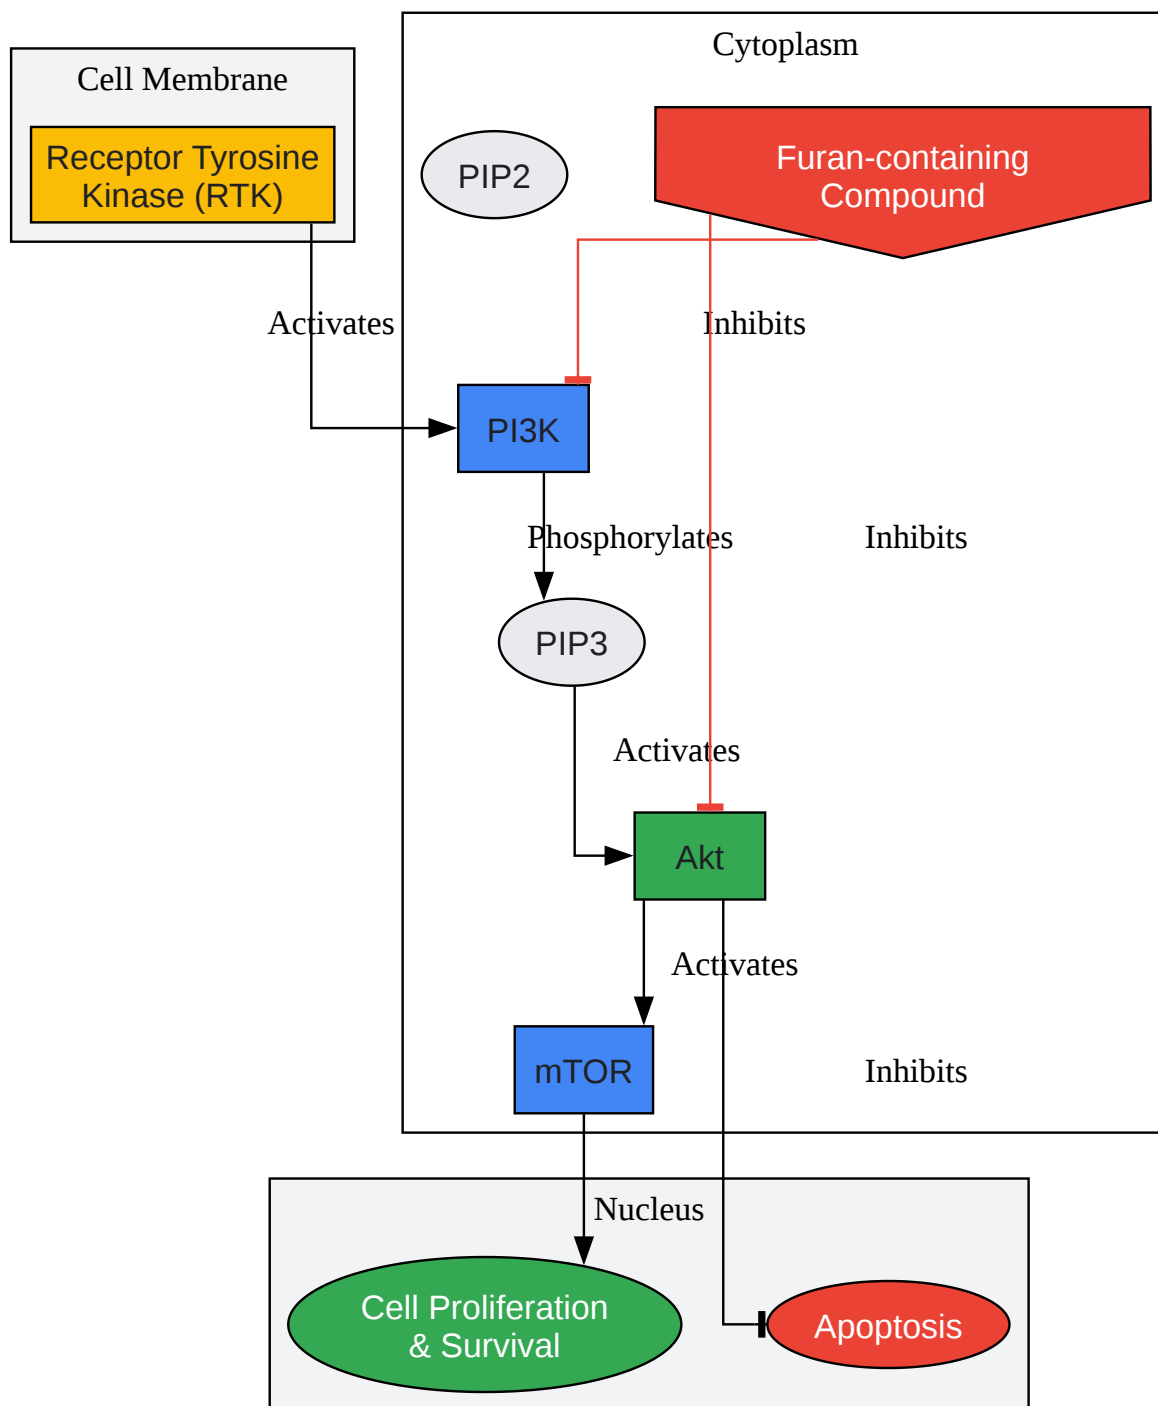 Cytoplasm
Cell Membrane
Receptor Tyrosine
Kinase (RTK)
PIP2
Furan-containing
Compound
Activates
Inhibits
PI3K
Phosphorylates
Inhibits
PIP3
Activates
Akt
Activates
mTOR
Inhibits
Nucleus
Cell Proliferation
& Survival
Apoptosis